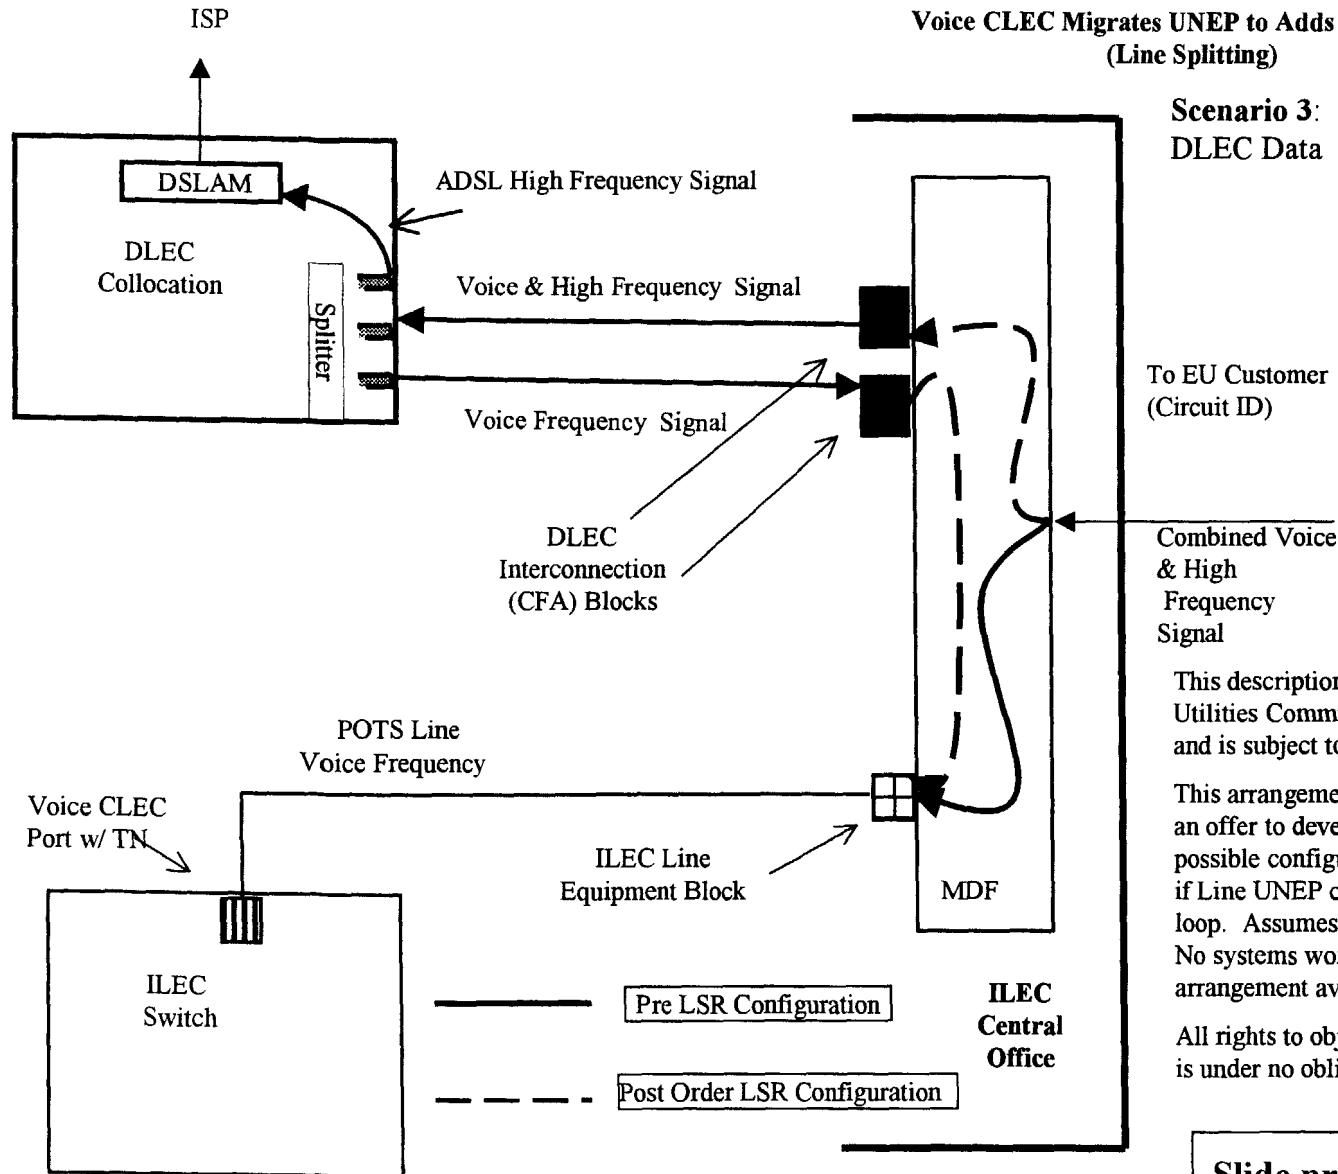 ISP
Voice CLEC Migrates UNEP to Adds
(Line Splitting)
Scenario 3:
DLEC Data
DSLAM
ADSL High Frequency Signal
DLEC
Collocation
Splitter
Voice & High Frequency Signal
Voice Frequency Signal
To EU Customer
(Circuit ID)
DLEC
Interconnection
(CFA) Blocks
Combined Voice
& High
Frequency
Signal
This description
Utilities Comm
and is subject to
POTS Line
Voice Frequency
This arrangeme
an offer to deve
possible config
if Line UNEP c
loop. Assumes
No systems wo
arrangement av
Voice CLEC
Port w/ TN
ILEC Line
Equipment Block
MDF
ILEC
Switch
Pre LSR Configuration
ILEC
Central
Office
All rights to obj
is under no obli
Post Order LSR Configuration
Slide pr